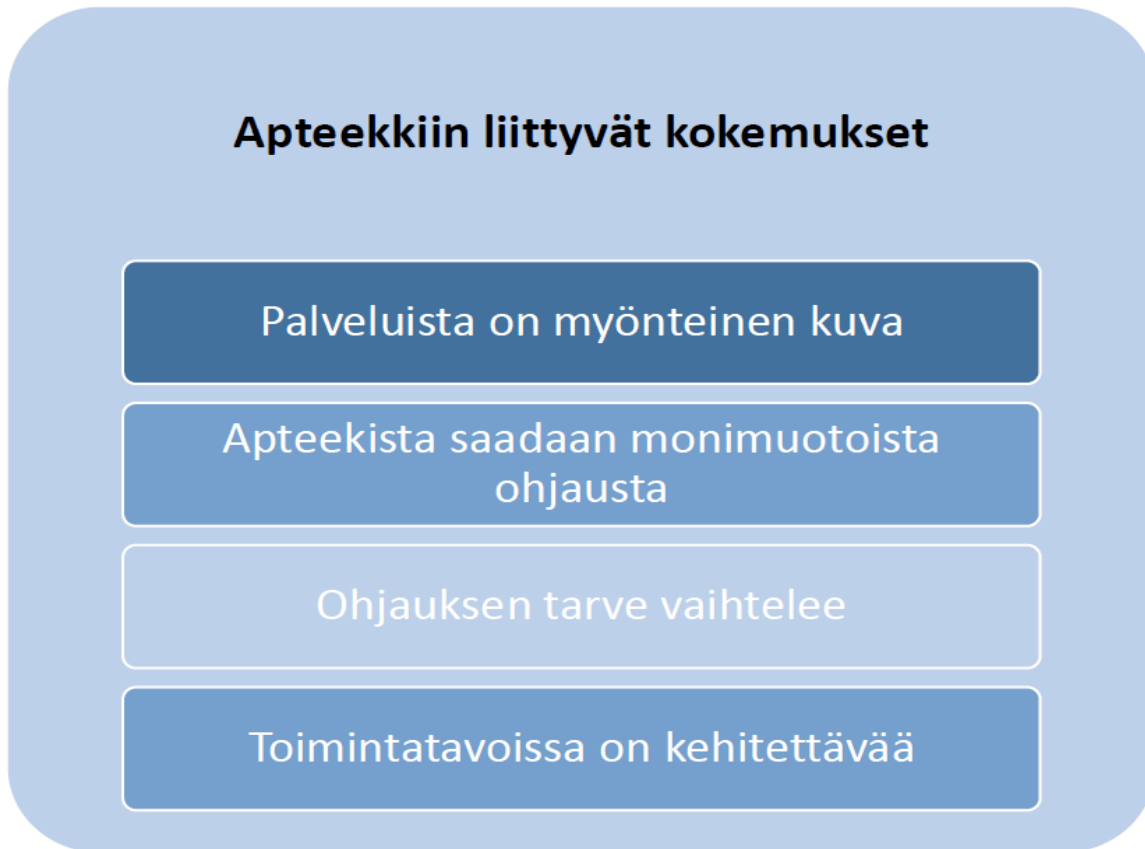 Apteekkiin liittyvät kokemukset
Palveluista on myönteinen kuva
Apteekista saadaan monimuotoista
ohjausta
Ohjauksen tarve vaihtelee
Toimintatavoissa on kehitettävää